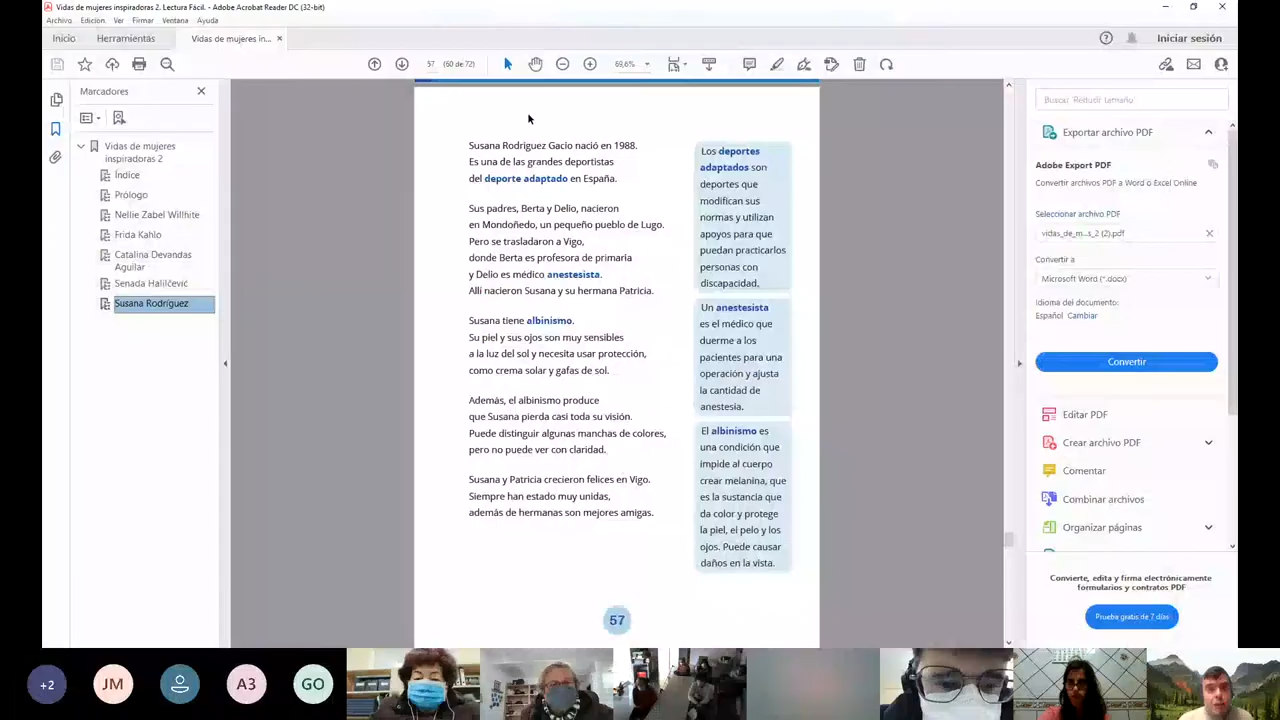 Vidas de mujeres inspiradoras 2. Lectura Fácil. - Adobe Acrobat Reader DC (32-bit)
Archivo Edición Ver Firmar Ventana Ayuda
Inicio Herramientas Vidas de mujeres in... × Iniciar sesión
57 (60 de 72) 69,6%
Marcadores
Vidas de mujeres
inspiradoras 2
Índice
Prólogo
Nellie Zabel Willhite
Frida Kahlo
Catalina Devandas
Aguilar
Senada Halilčević
Susana Rodríguez
Susana Rodríguez Gacio nació en 1988.
Es una de las grandes deportistas
del deporte adaptado en España.
Sus padres, Berta y Delio, nacieron
en Mondoñedo, un pequeño pueblo de Lugo.
Pero se trasladaron a Vigo,
donde Berta es profesora de primaria
y Delio es médico anestesista.
Allí nacieron Susana y su hermana Patricia.
Susana tiene albinismo.
Su piel y sus ojos son muy sensibles
a la luz del sol y necesita usar protección,
como crema solar y gafas de sol.
Además, el albinismo produce
que Susana pierda casi toda su visión.
Puede distinguir algunas manchas de colores,
pero no puede ver con claridad.
Susana y Patricia crecieron felices en Vigo.
Siempre han estado muy unidas,
además de hermanas son mejores amigas.
Los deportes
adaptados son
deportes que
modifican sus
normas y utilizan
apoyos para que
puedan practicarlos
personas con
discapacidad.
Un anestesista
es el médico que
duerme a los
pacientes para una
operación y ajusta
la cantidad de
anestesia.
El albinismo es
una condición que
impide al cuerpo
crear melanina, que
es la sustancia que
da color y protege
la piel, el pelo y los
ojos. Puede causar
daños en la vista.
57
Buscar 'Reducir tamaño'
Exportar archivo PDF
Adobe Export PDF
Convertir archivos PDF a Word o Excel Online
Seleccionar archivo PDF
vidas_de_m...s_2 (2).pdf
Convertir a
Microsoft Word (*.docx)
Idioma del documento:
Español Cambiar
Convertir
Editar PDF
Crear archivo PDF
Comentar
Combinar archivos
Organizar páginas
Convierte, edita y firma electrónicamente
formularios y contratos PDF
Prueba gratis de 7 días
+2 JM A3 GO